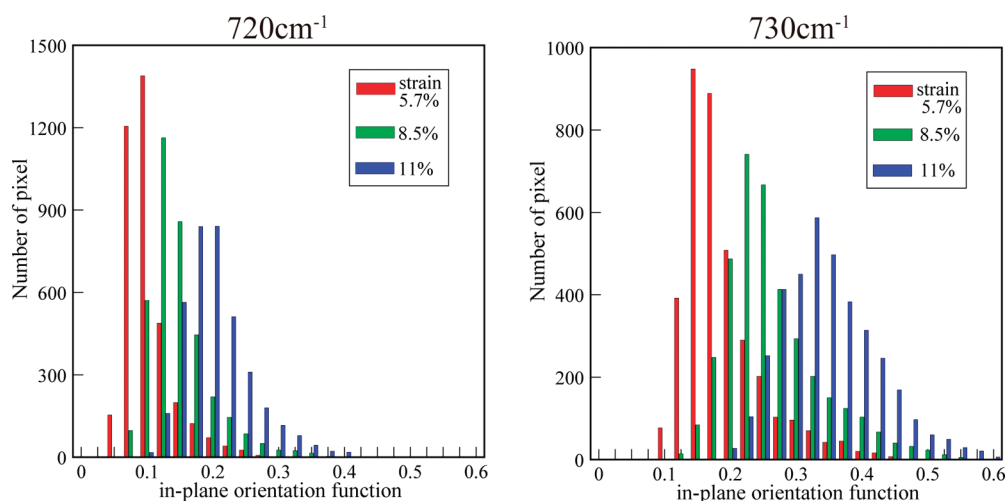 720cm-1
1500
1200
900
600
300
0
Number of pixel
strain
5.7%
8.5%
11%
0 0.1 0.2 0.3 0.4 0.5 0.6
in-plane orientation function
730cm-1
1000
800
600
400
200
0
Number of pixel
strain
5.7%
8.5%
11%
0 0.1 0.2 0.3 0.4 0.5 0.6
in-plane orientation function